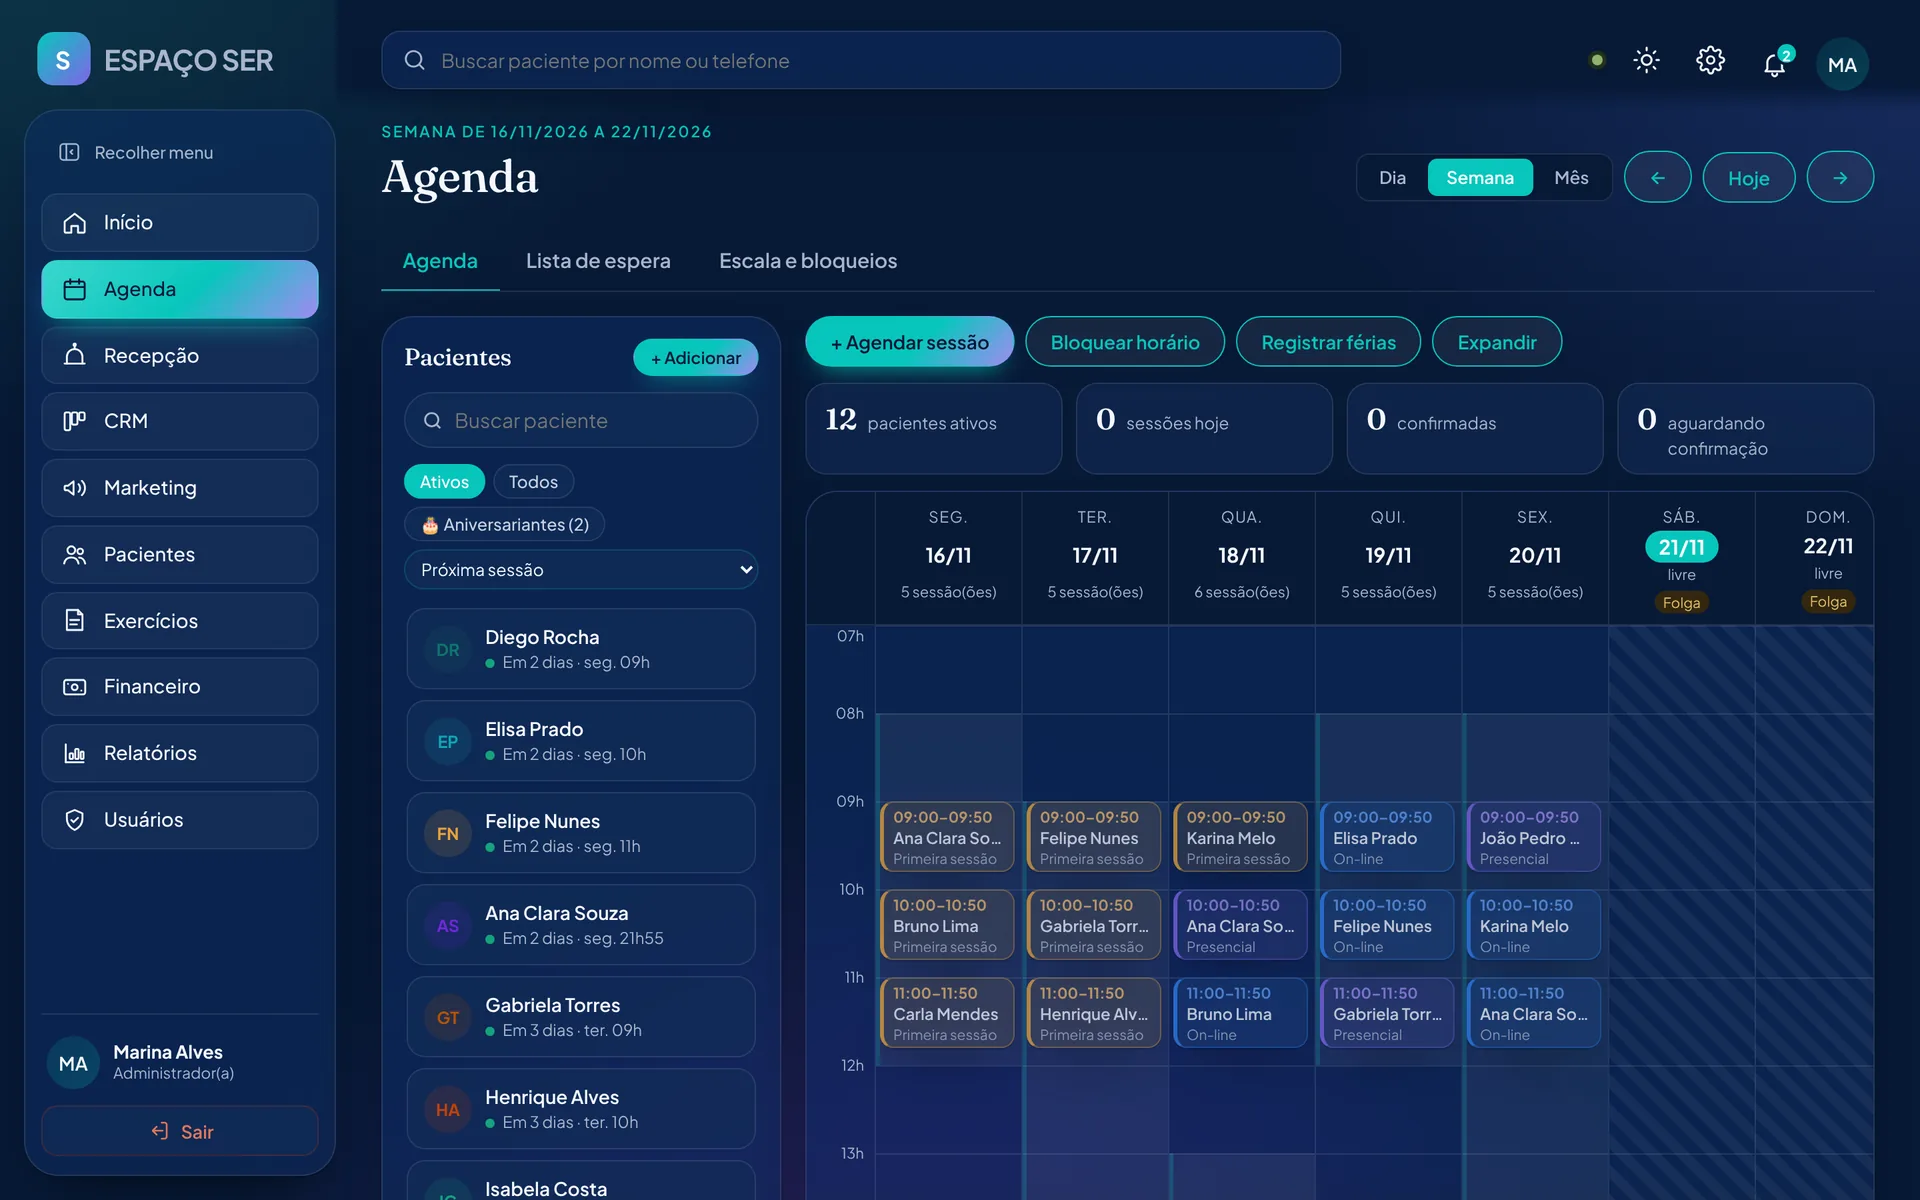 S ESPAÇO SER
Buscar paciente por nome ou telefone
2
MA
Recolher menu
Início
Agenda
Recepção
CRM
Marketing
Pacientes
Exercícios
Financeiro
Relatórios
Usuários
MA
Marina Alves
Administrador(a)
Sair
SEMANA DE 16/11/2026 A 22/11/2026
Agenda
Dia Semana Mês ← Hoje →
Agenda Lista de espera Escala e bloqueios
Pacientes + Adicionar
Buscar paciente
Ativos Todos
🎂 Aniversariantes (2)
Próxima sessão
DR Diego Rocha
Em 2 dias · seg. 09h
EP Elisa Prado
Em 2 dias · seg. 10h
FN Felipe Nunes
Em 2 dias · seg. 11h
AS Ana Clara Souza
Em 2 dias · seg. 21h55
GT Gabriela Torres
Em 3 dias · ter. 09h
HA Henrique Alves
Em 3 dias · ter. 10h
Isabela Costa
+ Agendar sessão Bloquear horário Registrar férias Expandir
12 pacientes ativos
0 sessões hoje
0 confirmadas
0 aguardando
confirmação
SEG. TER. QUA. QUI. SEX. SÁB. DOM.
16/11 17/11 18/11 19/11 20/11 21/11 22/11
5 sessão(ões) 5 sessão(ões) 6 sessão(ões) 5 sessão(ões) 5 sessão(ões) livre livre
Folga Folga
07h
08h
09h
09:00–09:50 09:00–09:50 09:00–09:50 09:00–09:50 09:00–09:50
Ana Clara So... Felipe Nunes Karina Melo Elisa Prado João Pedro ...
Primeira sessão Primeira sessão Primeira sessão On-line Presencial
10h
10:00–10:50 10:00–10:50 10:00–10:50 10:00–10:50 10:00–10:50
Bruno Lima Gabriela Torr... Ana Clara So... Felipe Nunes Karina Melo
Primeira sessão Primeira sessão Presencial On-line On-line
11h
11:00–11:50 11:00–11:50 11:00–11:50 11:00–11:50 11:00–11:50
Carla Mendes Henrique Alv... Bruno Lima Gabriela Torr... Ana Clara So...
Primeira sessão Primeira sessão On-line Presencial On-line
12h
13h